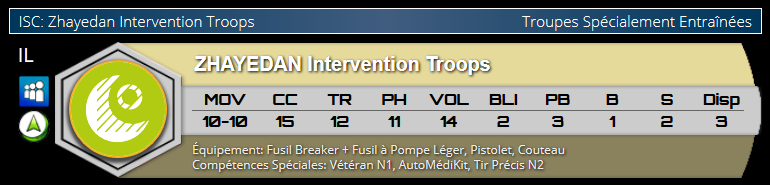 ISC: Zhayedan Intervention Troops
Troupes Spécialement Entraînées
IL
ZHAYEDAN Intervention Troops
MOV CC TR PH VOL BLI PB B S Disp
10-10 15 12 11 14 2 3 1 2 3
Équipement: Fusil Breaker + Fusil à Pompe Léger, Pistolet, Couteau
Compétences Spéciales: Vétéran N1, AutoMédiKit, Tir Précis N2